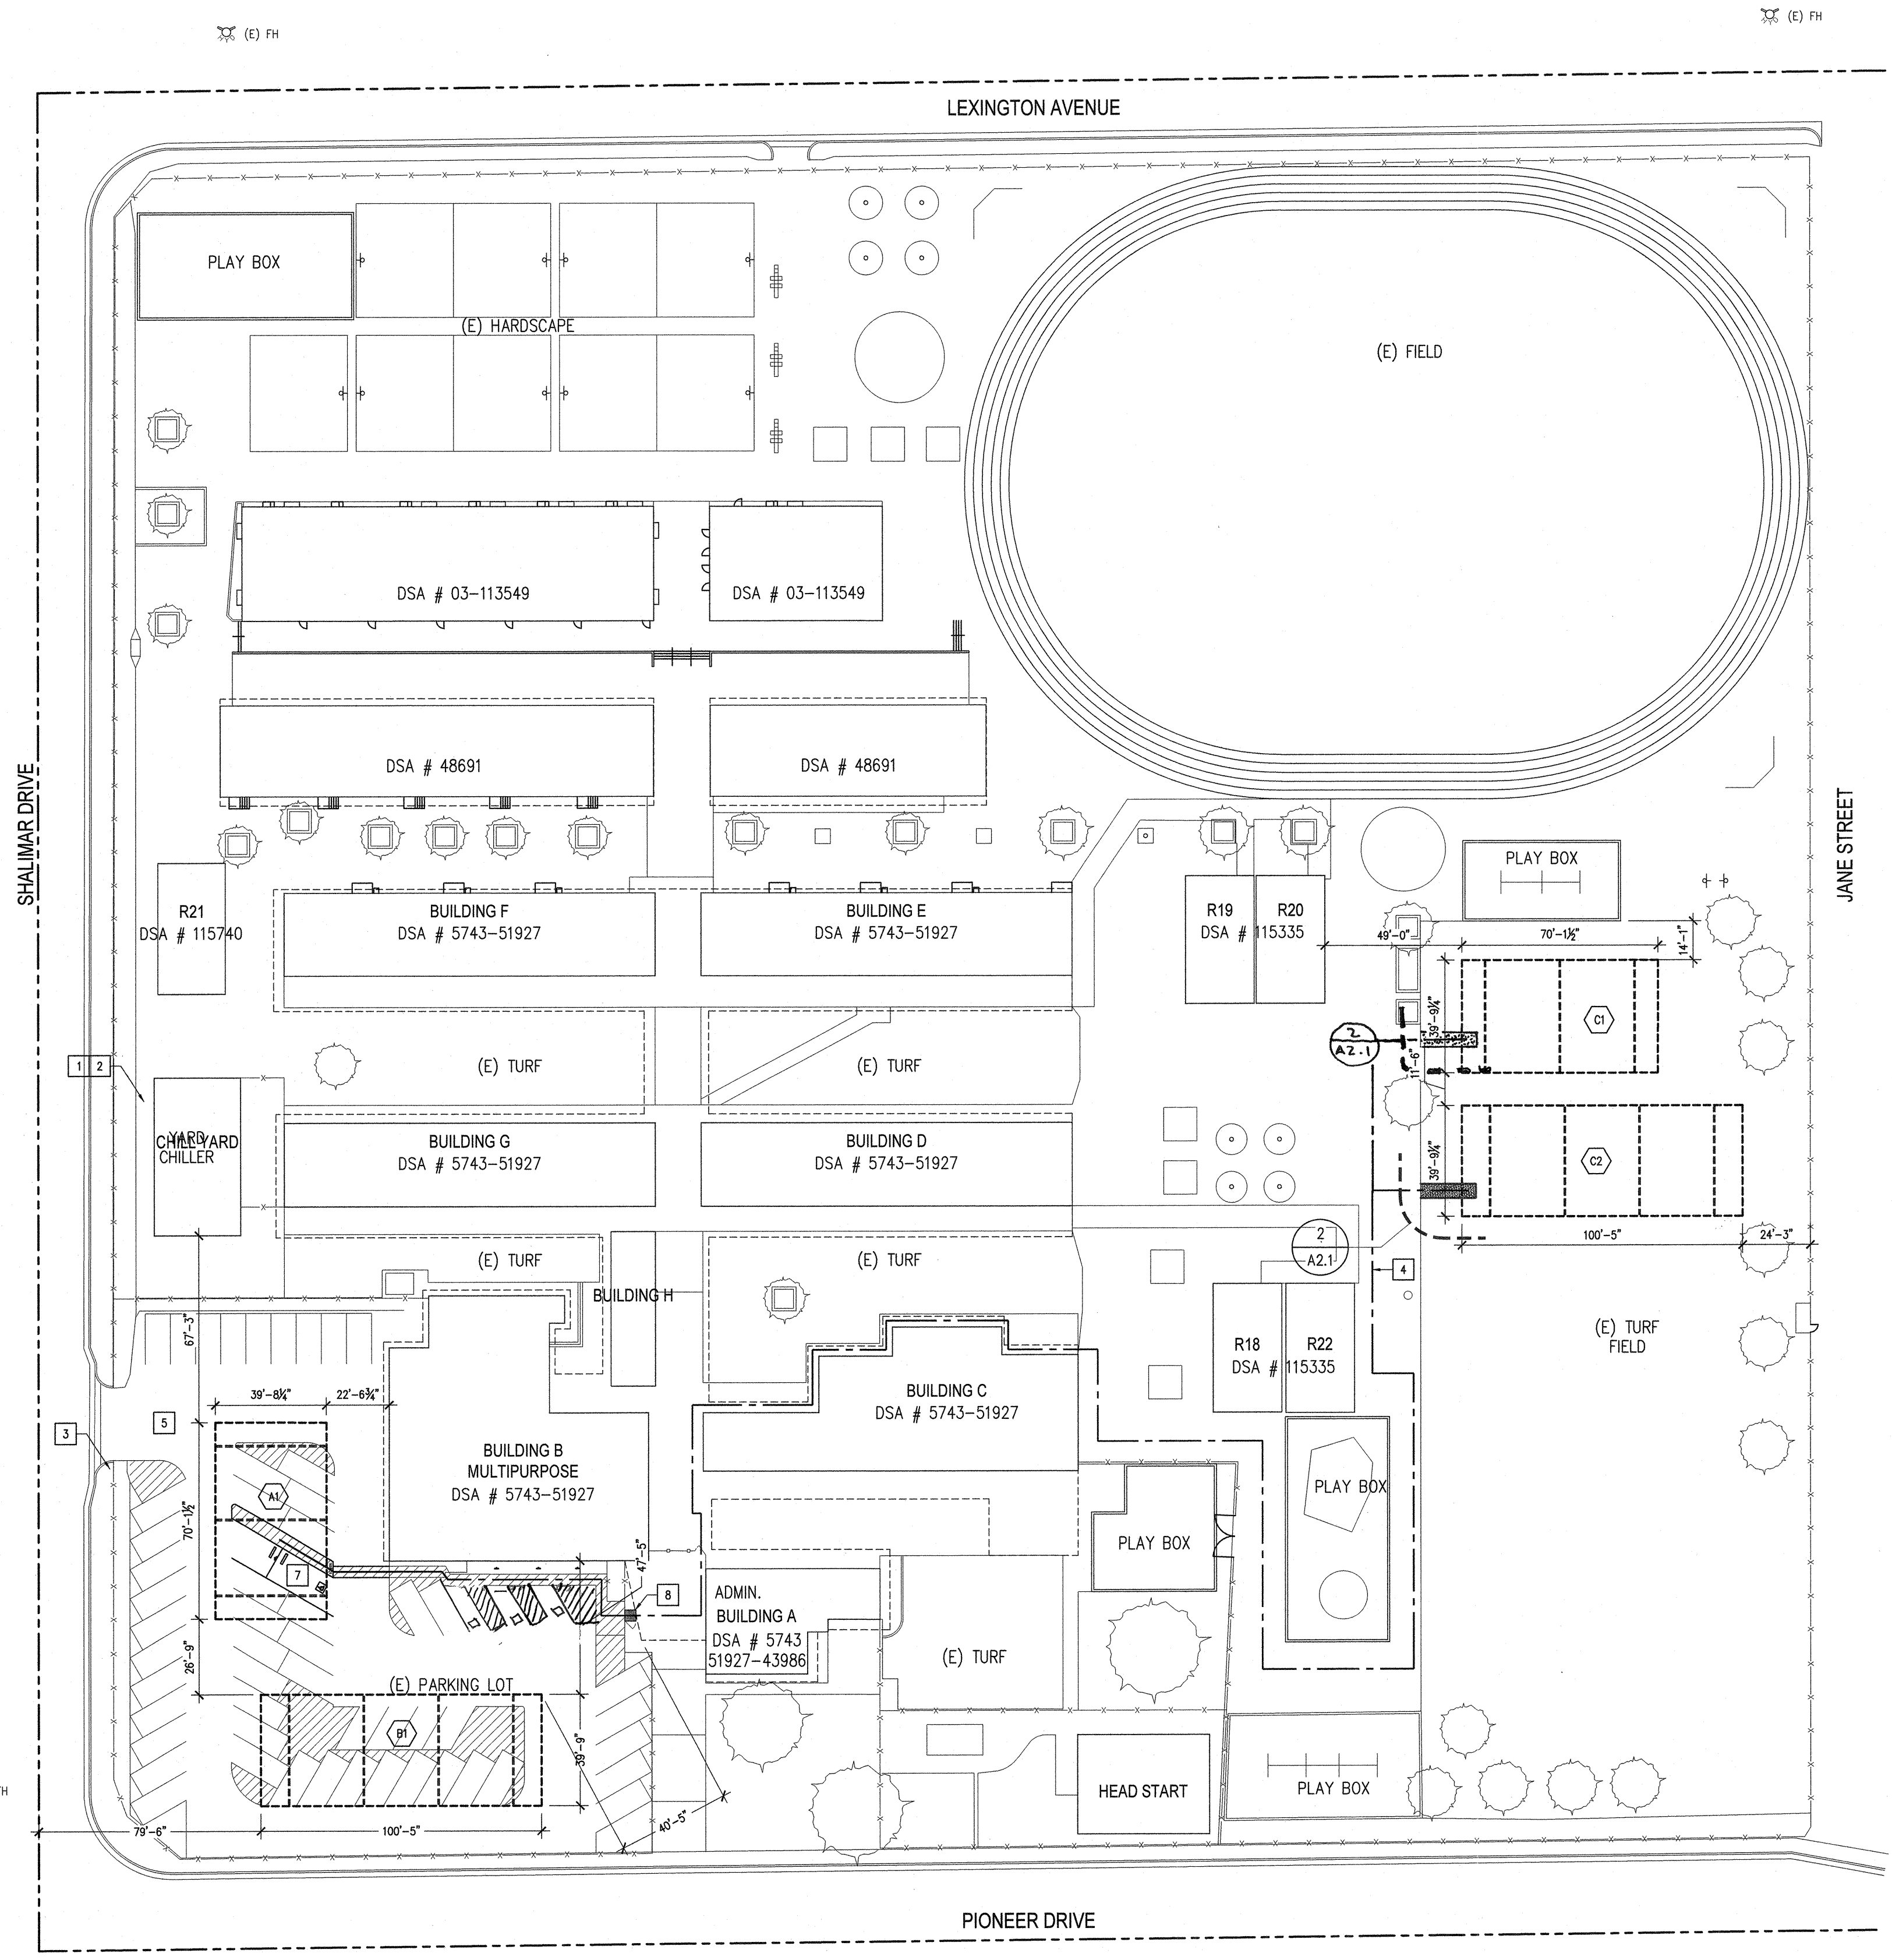 (E) FH
(E) FH
LEXINGTON AVENUE
PLAY BOX
(E) HARDSCAPE
(E) FIELD
DSA # 03-113549
DSA # 03-113549
SHALIMAR DRIVE
JANE STREET
DSA # 48691
DSA # 48691
PLAY BOX
R21
DSA # 115740
BUILDING F
DSA # 5743-51927
BUILDING E
DSA # 5743-51927
R19
R20
DSA # 115335
49'-0"
70'-1½"
14'-1"
39'-9¼"
C1
2
A2.1
11'-6"
1 2
(E) TURF
(E) TURF
YARD
CHILL YARD
CHILLER
BUILDING G
DSA # 5743-51927
BUILDING D
DSA # 5743-51927
39'-9¼"
C2
2
A2.1
100'-5"
24'-3"
4
(E) TURF
(E) TURF
BUILDING H
67'-3"
R18
R22
DSA # 115335
(E) TURF
FIELD
39'-8¼"
22'-6¾"
BUILDING C
DSA # 5743-51927
3
5
BUILDING B
MULTIPURPOSE
DSA # 5743-51927
A1
70'-1½"
PLAY BOX
PLAY BOX
47'-5"
7
8
ADMIN.
BUILDING A
DSA # 5743
51927-43986
26'-9"
(E) PARKING LOT
(E) TURF
B1
39'-9"
HEAD START
PLAY BOX
TH
79'-6"
100'-5"
40'-5"
PIONEER DRIVE